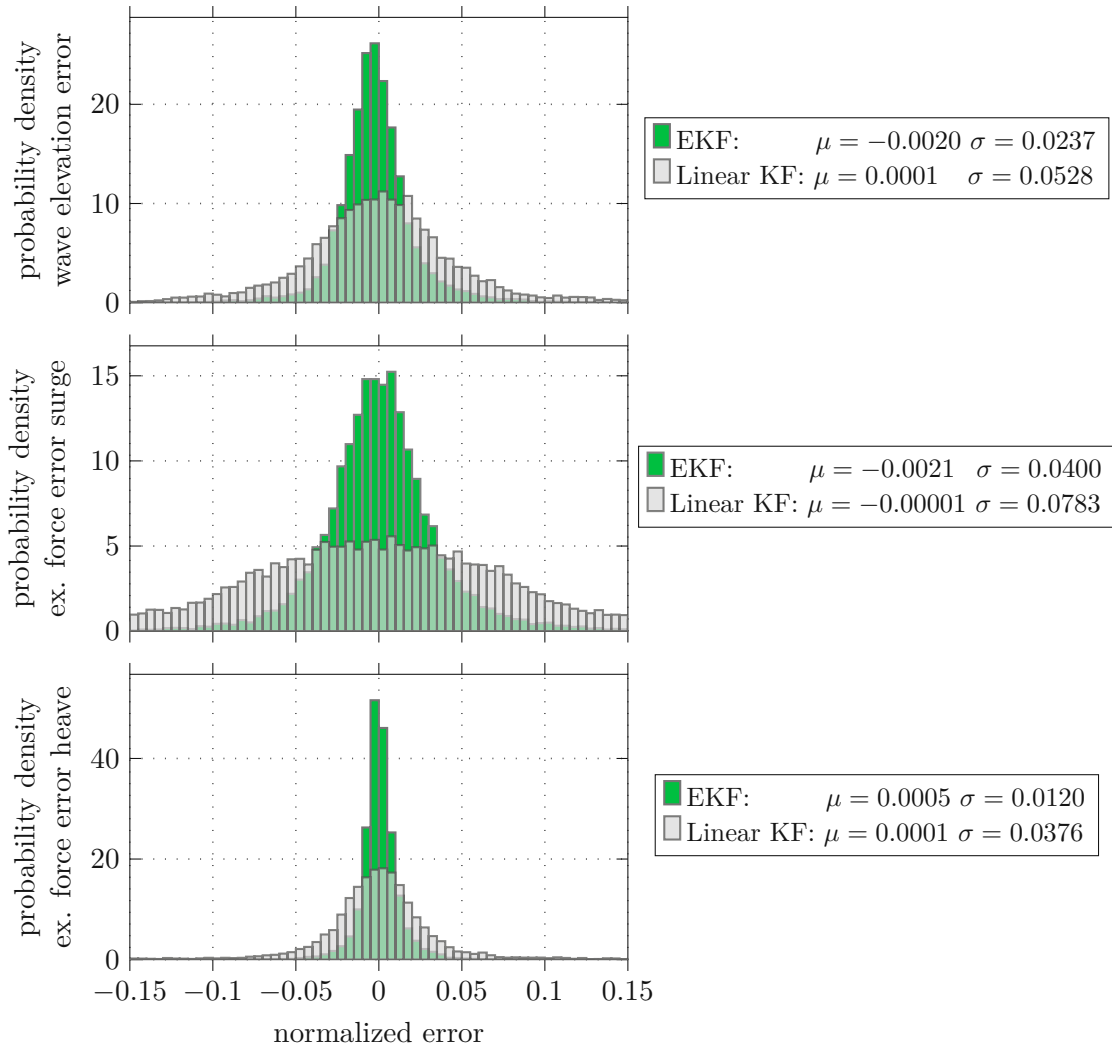 probability density
wave elevation error
20
10
0
EKF: μ = −0.0020 σ = 0.0237
Linear KF: μ = 0.0001 σ = 0.0528
probability density
ex. force error surge
15
10
5
0
EKF: μ = −0.0021 σ = 0.0400
Linear KF: μ = −0.00001 σ = 0.0783
probability density
ex. force error heave
40
20
0
EKF: μ = 0.0005 σ = 0.0120
Linear KF: μ = 0.0001 σ = 0.0376
−0.15 −0.1 −0.05 0 0.05 0.1 0.15
normalized error